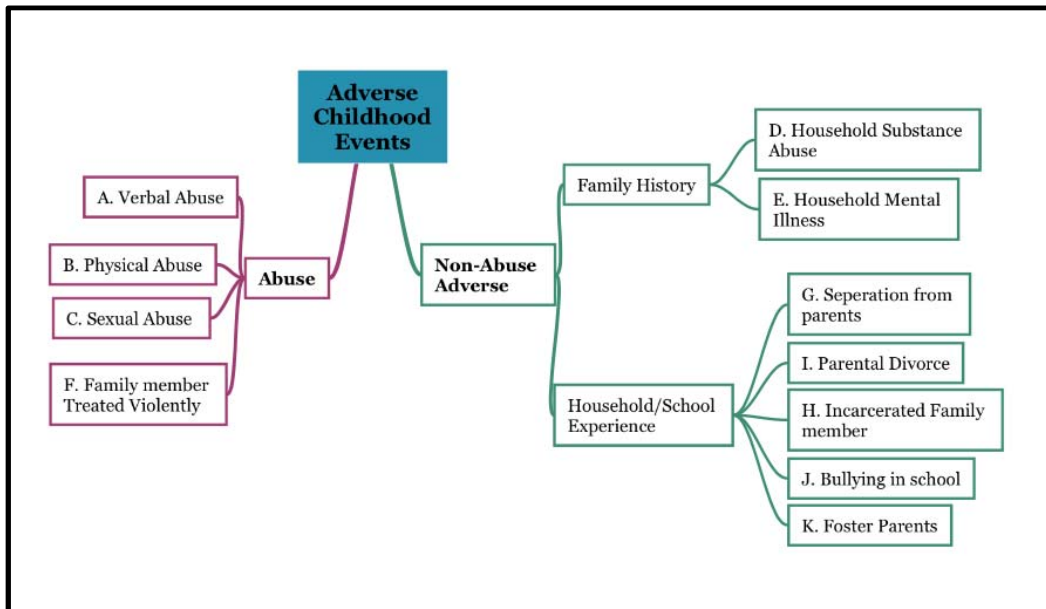 Adverse
Childhood
Events
A. Verbal Abuse
B. Physical Abuse
C. Sexual Abuse
F. Family member
Treated Violently
Abuse
Non-Abuse
Adverse
Family History
D. Household Substance
Abuse
E. Household Mental
Illness
Household/School
Experience
G. Seperation from
parents
I. Parental Divorce
H. Incarcerated Family
member
J. Bullying in school
K. Foster Parents